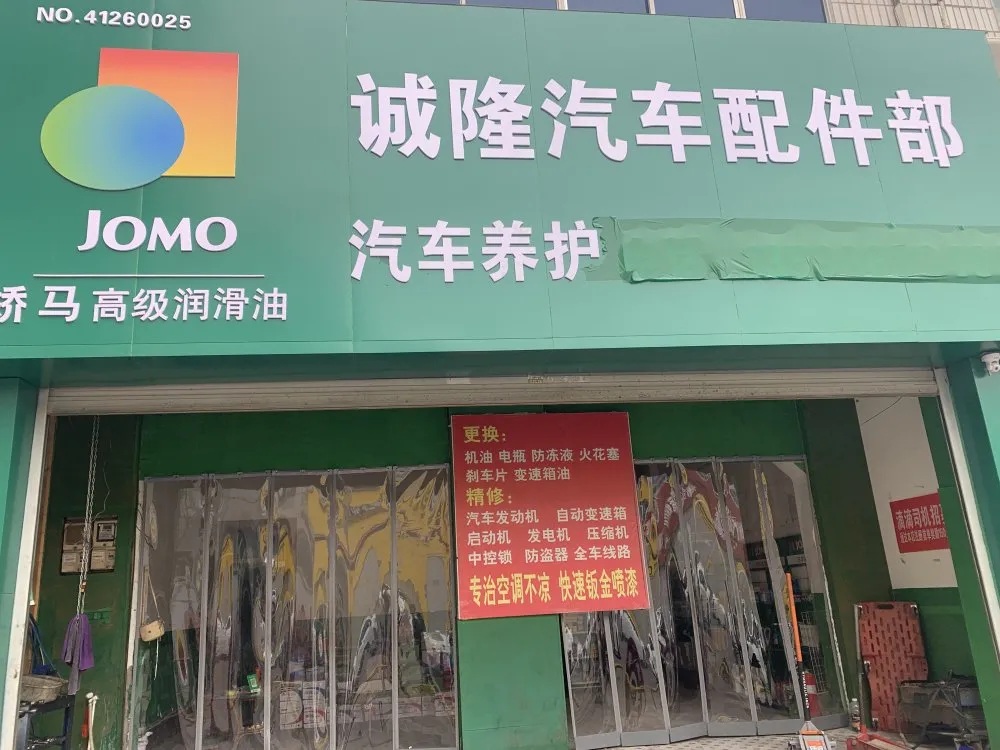 NO.41260025
诚隆汽车配件部
JOMO
汽车养护
桥马高级润滑油
更换:
机油 电瓶 防冻液 火花塞
刹车片 变速箱油
精修:
汽车发动机 自动变速箱
启动机 发电机 压缩机
中控锁 防盗器 全车线路
专治空调不凉 快速钣金喷漆
滴滴司机招